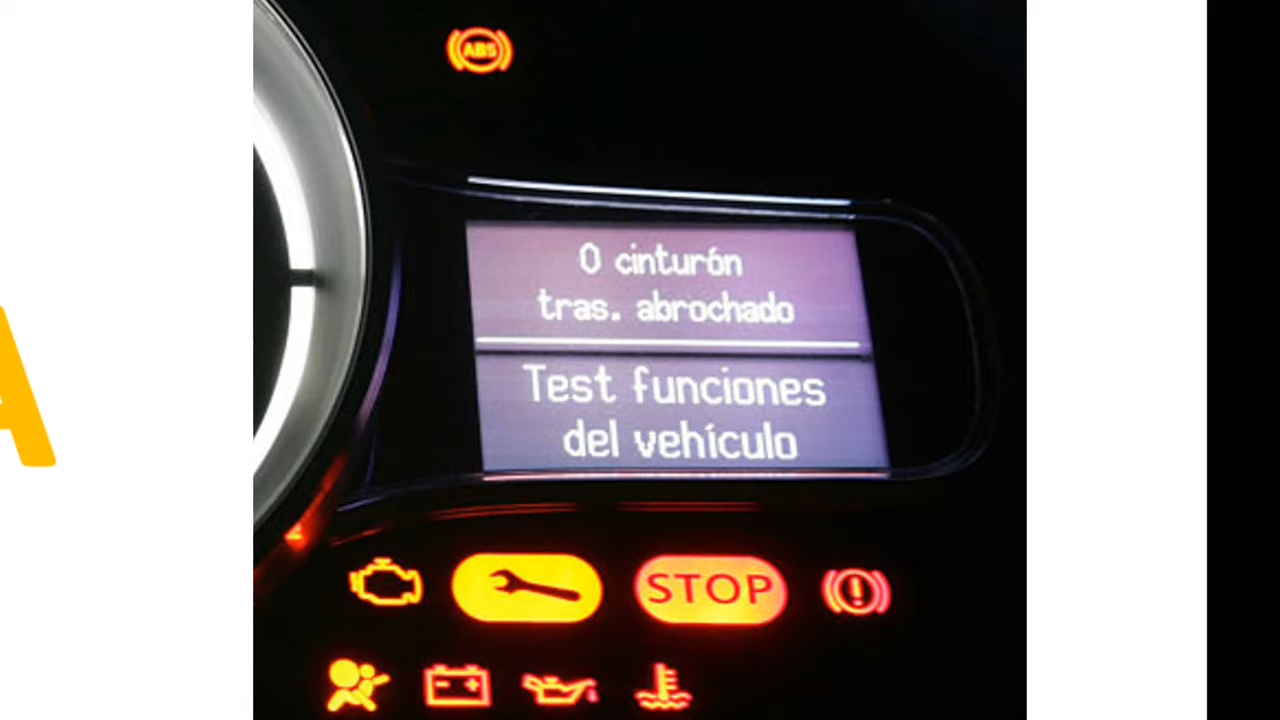 ABS
0 cinturón
tras. abrochado
Test funciones
del vehículo
STOP
A